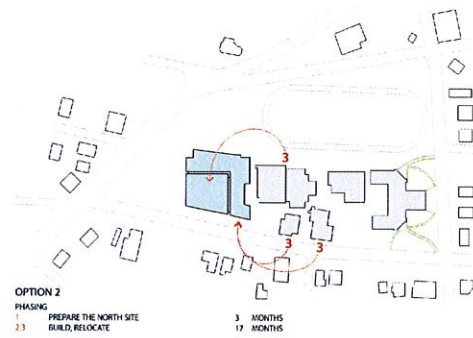 3
3
3
OPTION 2
PHASING
1 PREPARE THE NORTH SITE 3 MONTHS
2.3 BUILD, RELOCATE 17 MONTHS